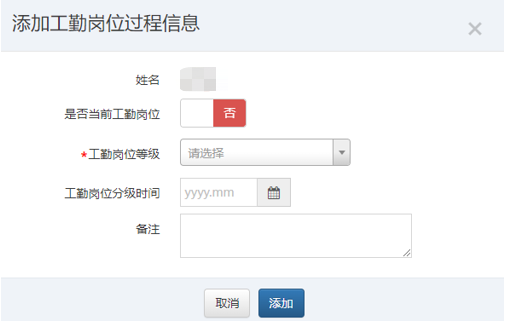 添加工勤岗位过程信息
×
姓名
是否当前工勤岗位 否
*工勤岗位等级 请选择
工勤岗位分级时间 yyyy.mm
备注
取消 添加